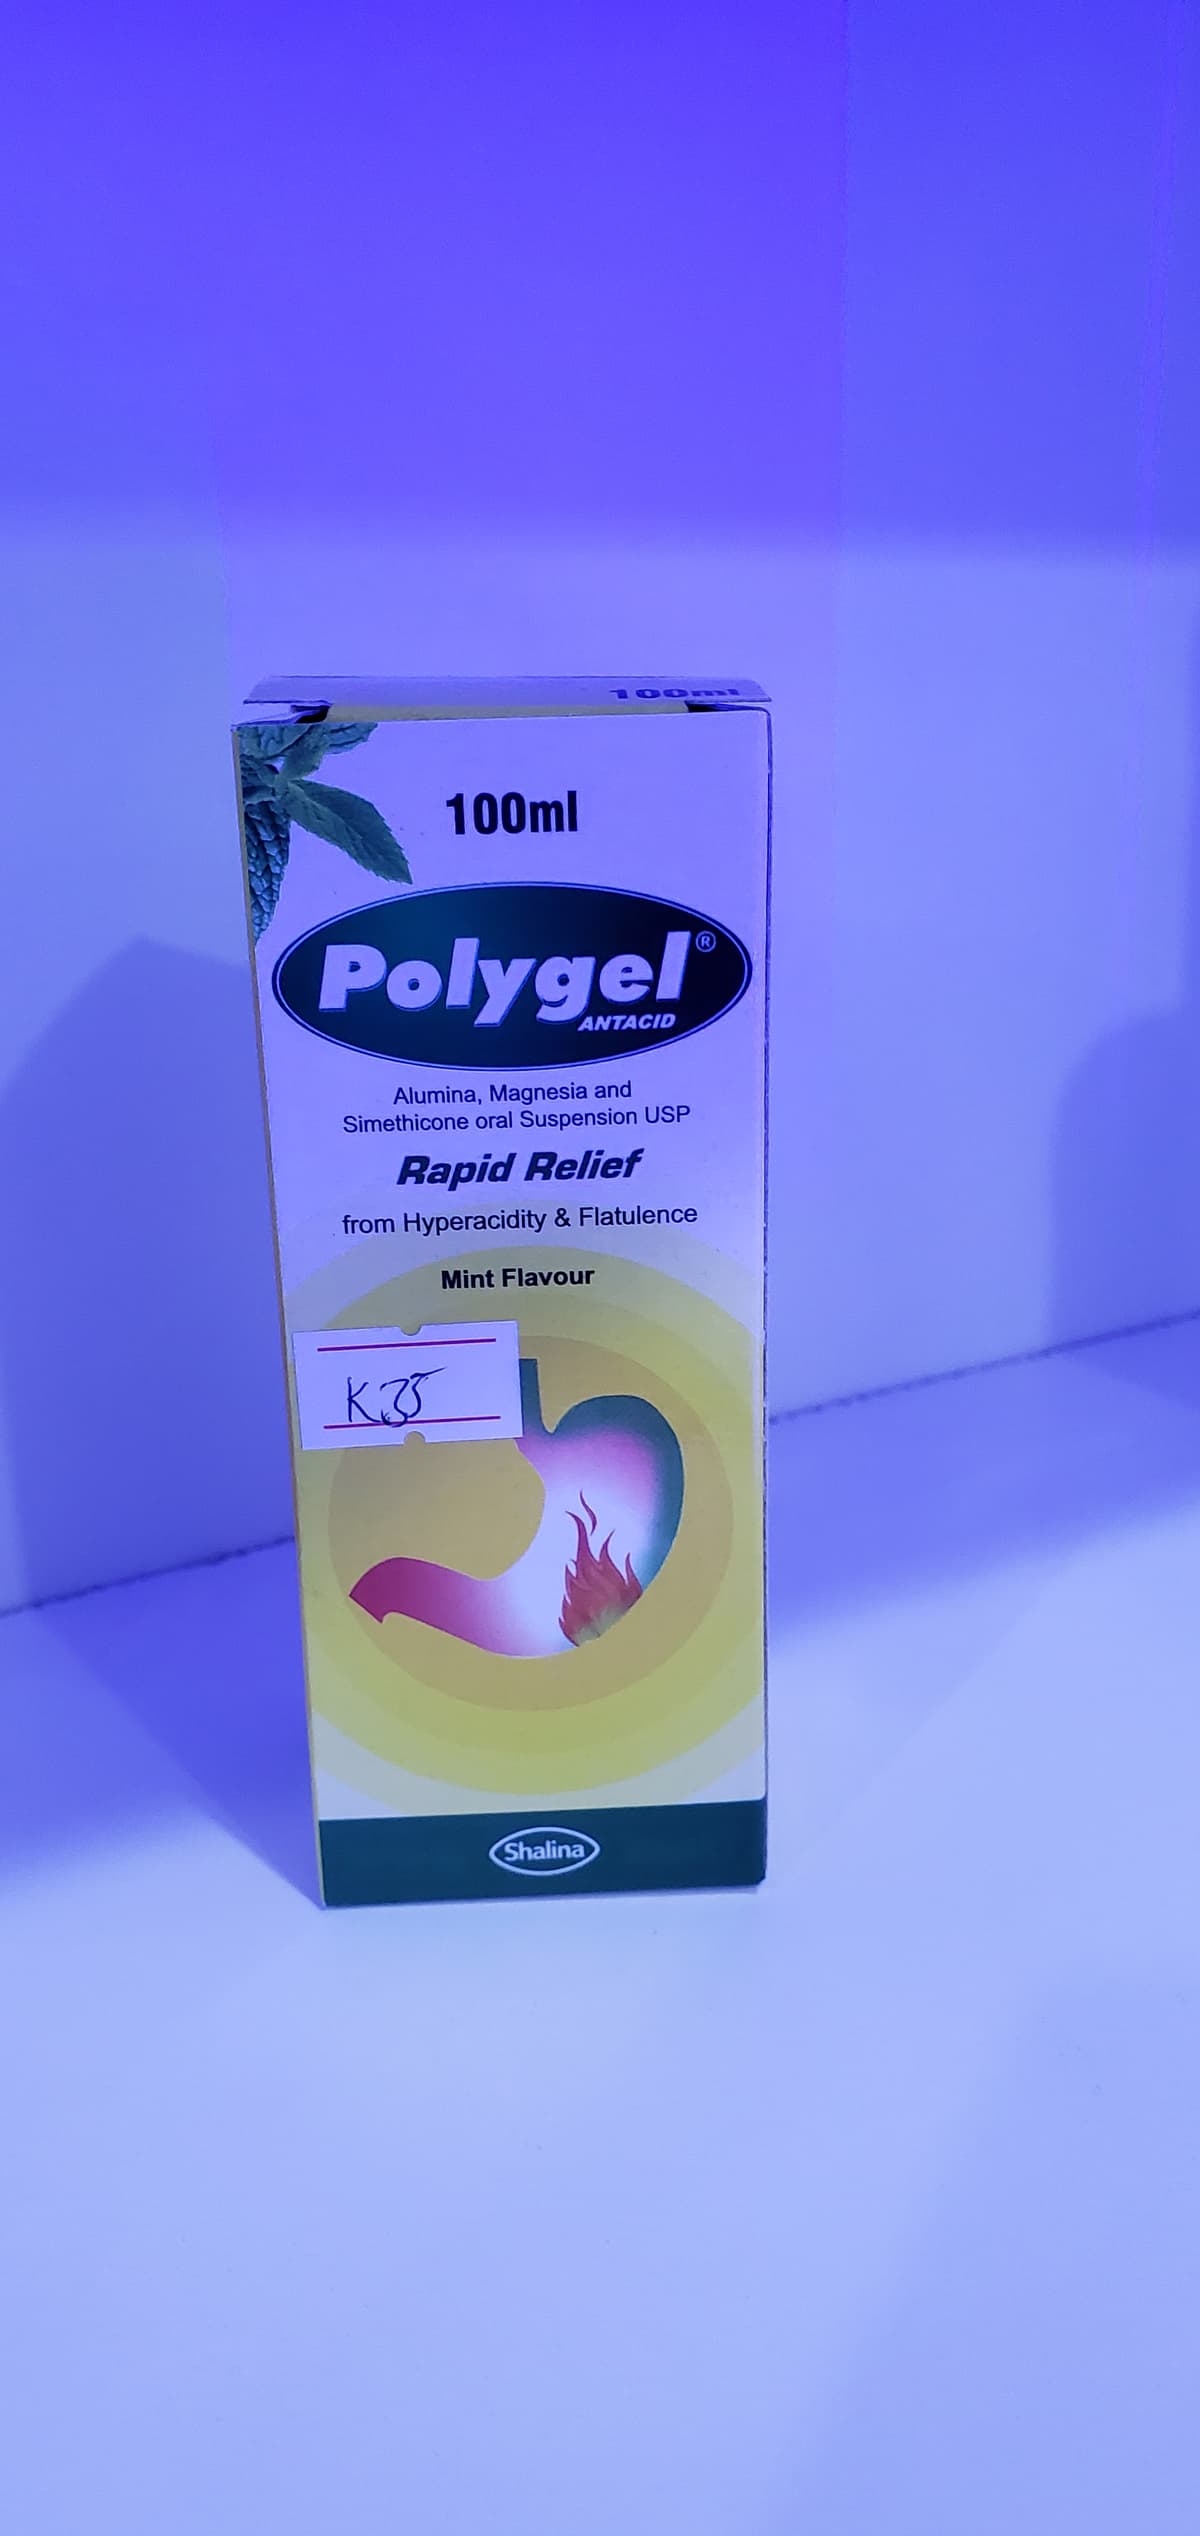 100ml
100ml
Polygel®
ANTACID
Alumina, Magnesia and
Simethicone oral Suspension USP
Rapid Relief
from Hyperacidity & Flatulence
Mint Flavour
K35
Shalina